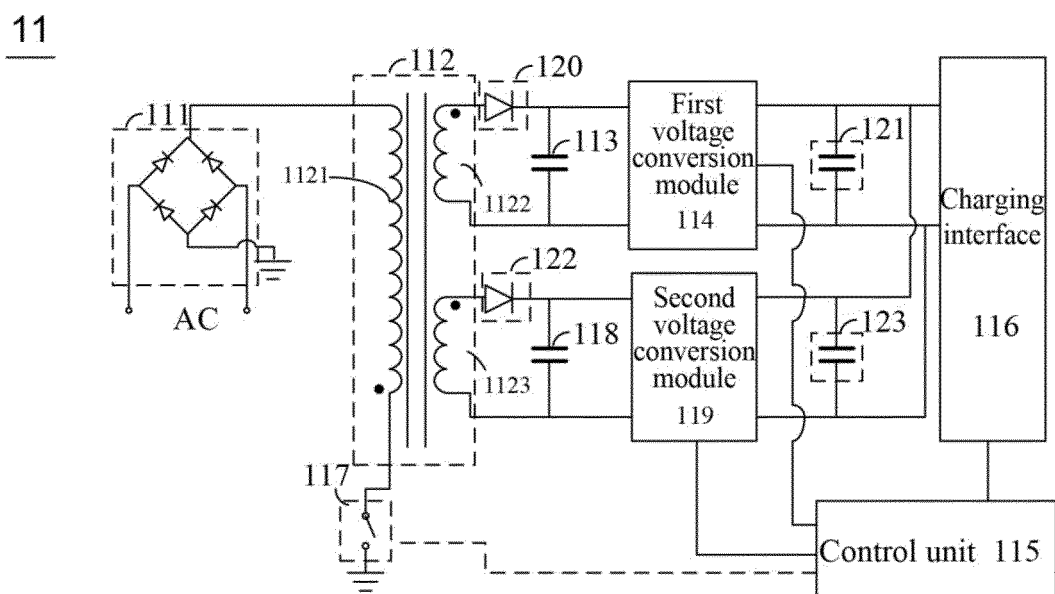 11
112
120
111
First
voltage
conversion
module
114
113
121
1121
1122
Charging
interface
116
122
AC
Second
voltage
conversion
module
119
118
123
1123
117
Control unit 115